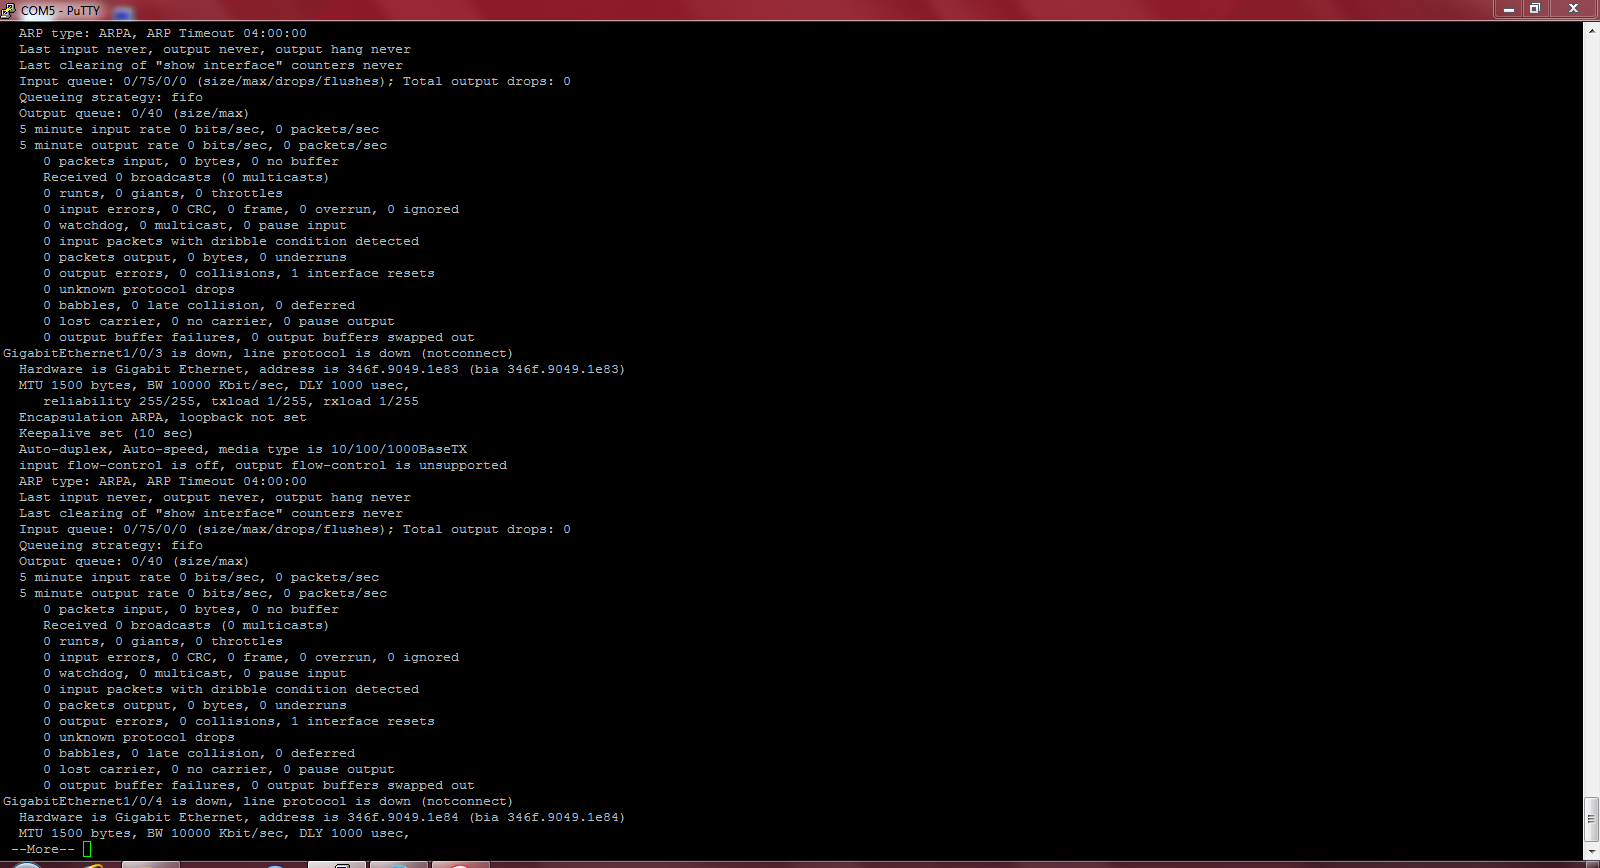 COM5 - PuTTY
ARP type: ARPA, ARP Timeout 04:00:00
Last input never, output never, output hang never
Last clearing of "show interface" counters never
Input queue: 0/75/0/0 (size/max/drops/flushes); Total output drops: 0
Queueing strategy: fifo
Output queue: 0/40 (size/max)
5 minute input rate 0 bits/sec, 0 packets/sec
5 minute output rate 0 bits/sec, 0 packets/sec
0 packets input, 0 bytes, 0 no buffer
Received 0 broadcasts (0 multicasts)
0 runts, 0 giants, 0 throttles
0 input errors, 0 CRC, 0 frame, 0 overrun, 0 ignored
0 watchdog, 0 multicast, 0 pause input
0 input packets with dribble condition detected
0 packets output, 0 bytes, 0 underruns
0 output errors, 0 collisions, 1 interface resets
0 unknown protocol drops
0 babbles, 0 late collision, 0 deferred
0 lost carrier, 0 no carrier, 0 pause output
0 output buffer failures, 0 output buffers swapped out
GigabitEthernet1/0/3 is down, line protocol is down (notconnect)
Hardware is Gigabit Ethernet, address is 346f.9049.1e83 (bia 346f.9049.1e83)
MTU 1500 bytes, BW 10000 Kbit/sec, DLY 1000 usec,
reliability 255/255, txload 1/255, rxload 1/255
Encapsulation ARPA, loopback not set
Keepalive set (10 sec)
Auto-duplex, Auto-speed, media type is 10/100/1000BaseTX
input flow-control is off, output flow-control is unsupported
ARP type: ARPA, ARP Timeout 04:00:00
Last input never, output never, output hang never
Last clearing of "show interface" counters never
Input queue: 0/75/0/0 (size/max/drops/flushes); Total output drops: 0
Queueing strategy: fifo
Output queue: 0/40 (size/max)
5 minute input rate 0 bits/sec, 0 packets/sec
5 minute output rate 0 bits/sec, 0 packets/sec
0 packets input, 0 bytes, 0 no buffer
Received 0 broadcasts (0 multicasts)
0 runts, 0 giants, 0 throttles
0 input errors, 0 CRC, 0 frame, 0 overrun, 0 ignored
0 watchdog, 0 multicast, 0 pause input
0 input packets with dribble condition detected
0 packets output, 0 bytes, 0 underruns
0 output errors, 0 collisions, 1 interface resets
0 unknown protocol drops
0 babbles, 0 late collision, 0 deferred
0 lost carrier, 0 no carrier, 0 pause output
0 output buffer failures, 0 output buffers swapped out
GigabitEthernet1/0/4 is down, line protocol is down (notconnect)
Hardware is Gigabit Ethernet, address is 346f.9049.1e84 (bia 346f.9049.1e84)
MTU 1500 bytes, BW 10000 Kbit/sec, DLY 1000 usec,
--More--